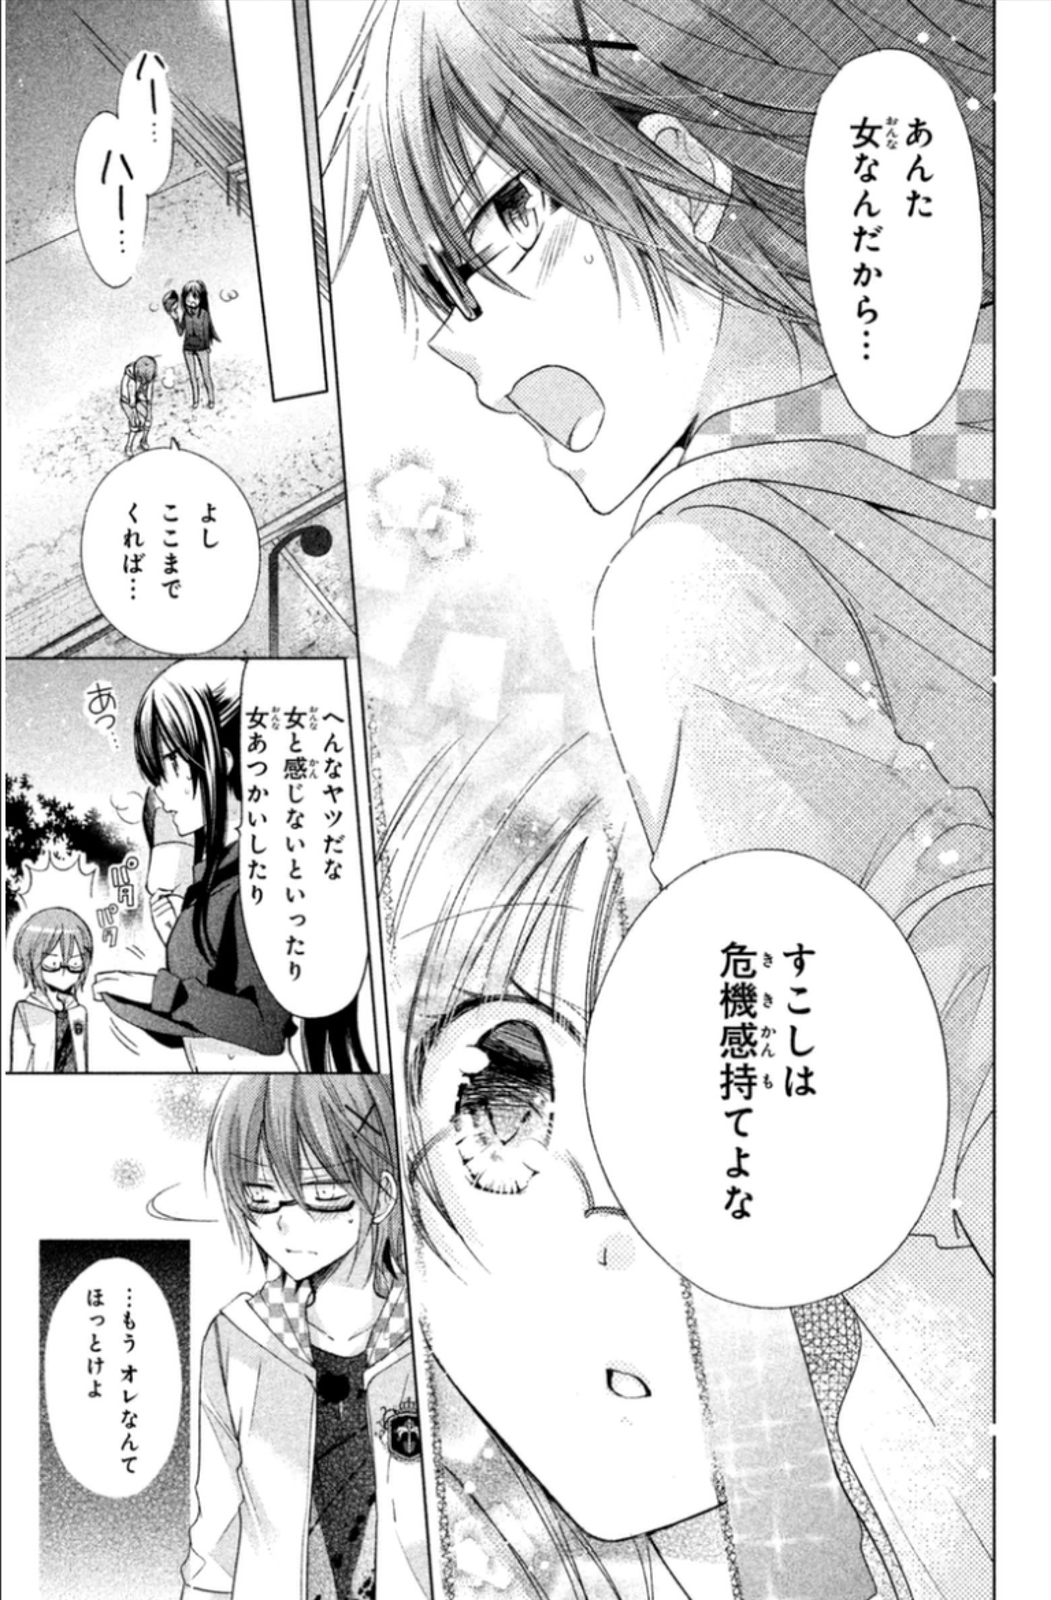 あんた
女なんだから…
すこしは
危機感持てよな
ハー…
ハー…
よし
ここまで
くれば…
へんなヤツだな
女と感じないといったり
女あつかいしたり
あっ…
パタ
パタ
…もう オレなんて
ほっとけよ